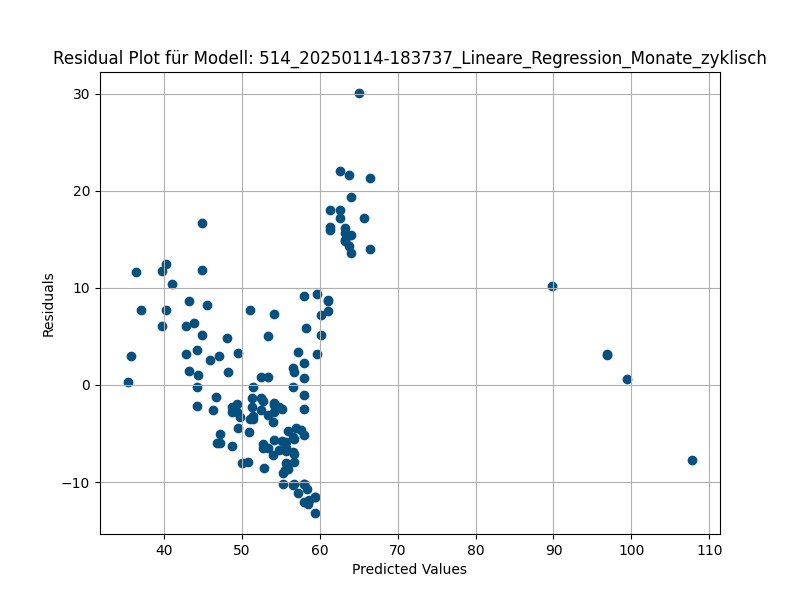 Residual Plot für Modell: 514_20250114-183737_Lineare_Regression_Monate_zyklisch
30
20
10
0
−10
Residuals
40 50 60 70 80 90 100 110
Predicted Values